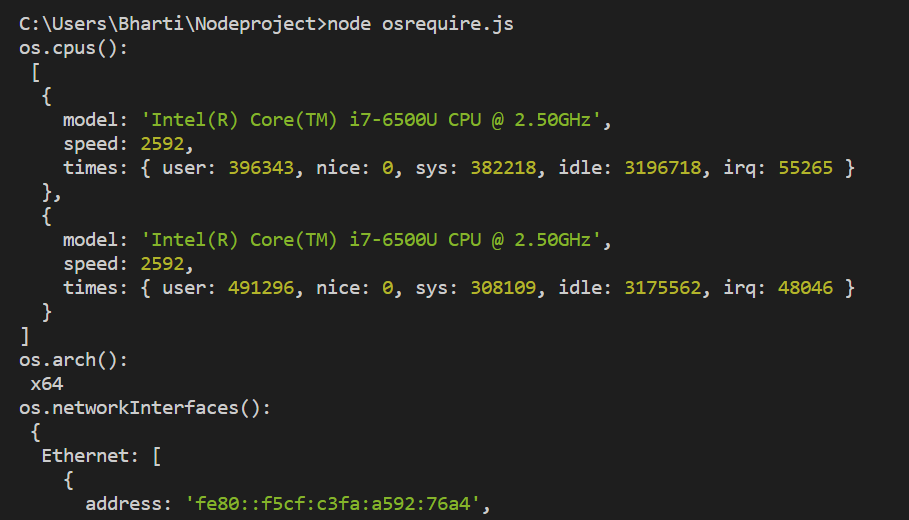 C:\Users\Bharti\Nodeproject>node osrequire.js
os.cpus():
 [
  {
    model: 'Intel(R) Core(TM) i7-6500U CPU @ 2.50GHz',
    speed: 2592,
    times: { user: 396343, nice: 0, sys: 382218, idle: 3196718, irq: 55265 }
  },
  {
    model: 'Intel(R) Core(TM) i7-6500U CPU @ 2.50GHz',
    speed: 2592,
    times: { user: 491296, nice: 0, sys: 308109, idle: 3175562, irq: 48046 }
  }
]
os.arch():
 x64
os.networkInterfaces():
 {
  Ethernet: [
    {
      address: 'fe80::f5cf:c3fa:a592:76a4',